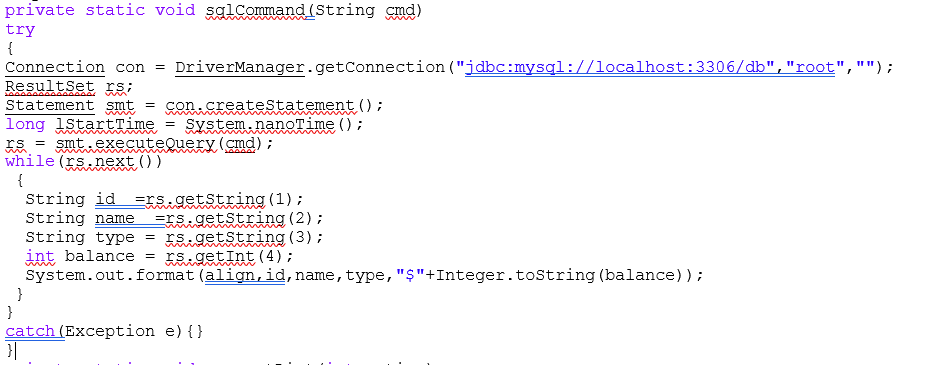 private static void sqlCommand(String cmd)
try
{
Connection con = DriverManager.getConnection("jdbc:mysql://localhost:3306/db","root","");
ResultSet rs;
Statement smt = con.createStatement();
long lStartTime = System.nanoTime();
rs = smt.executeQuery(cmd);
while(rs.next())
{
String id =rs.getString(1);
String name =rs.getString(2);
String type = rs.getString(3);
int balance = rs.getInt(4);
System.out.format(align,id,name,type,"$"+Integer.toString(balance));
}
}
catch(Exception e){}
}